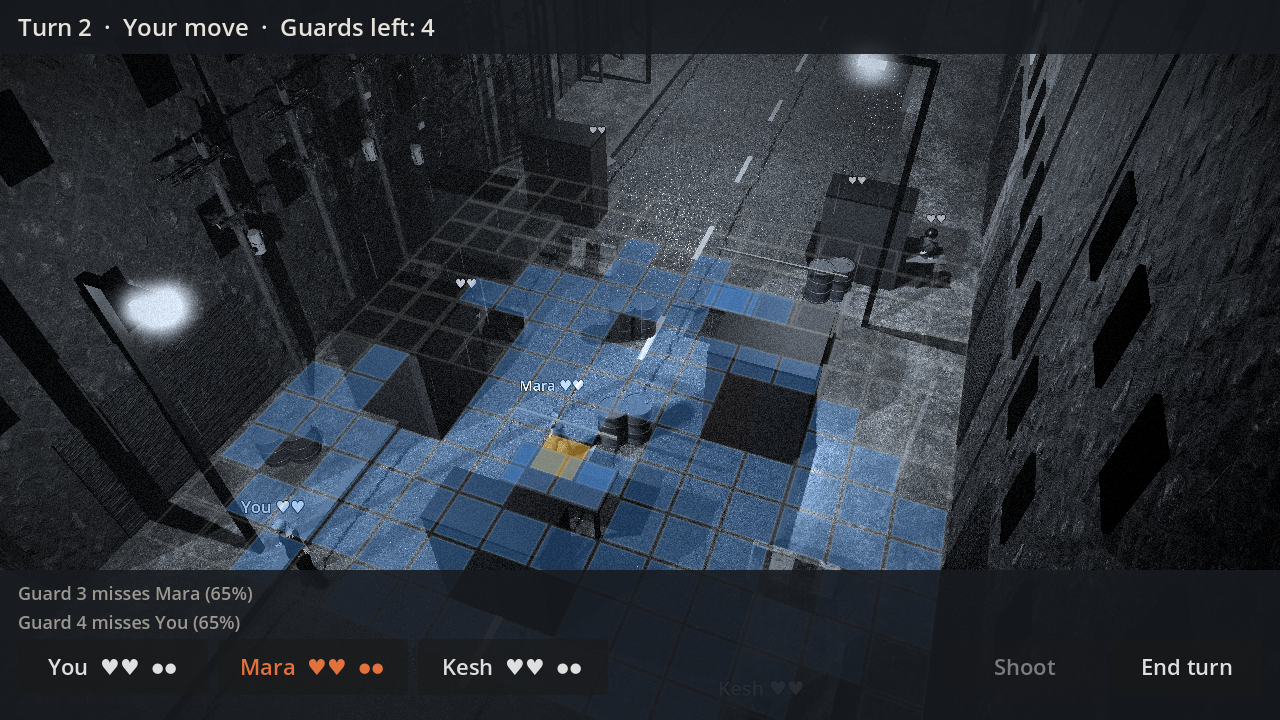 Turn 2 · Your move · Guards left: 4
Mara ♥♥
You ♥♥
Guard 3 misses Mara (65%)
Guard 4 misses You (65%)
You ♥♥ ●●
Mara ♥♥ ●●
Kesh ♥♥ ●●
Shoot
End turn
Kesh ♥♥